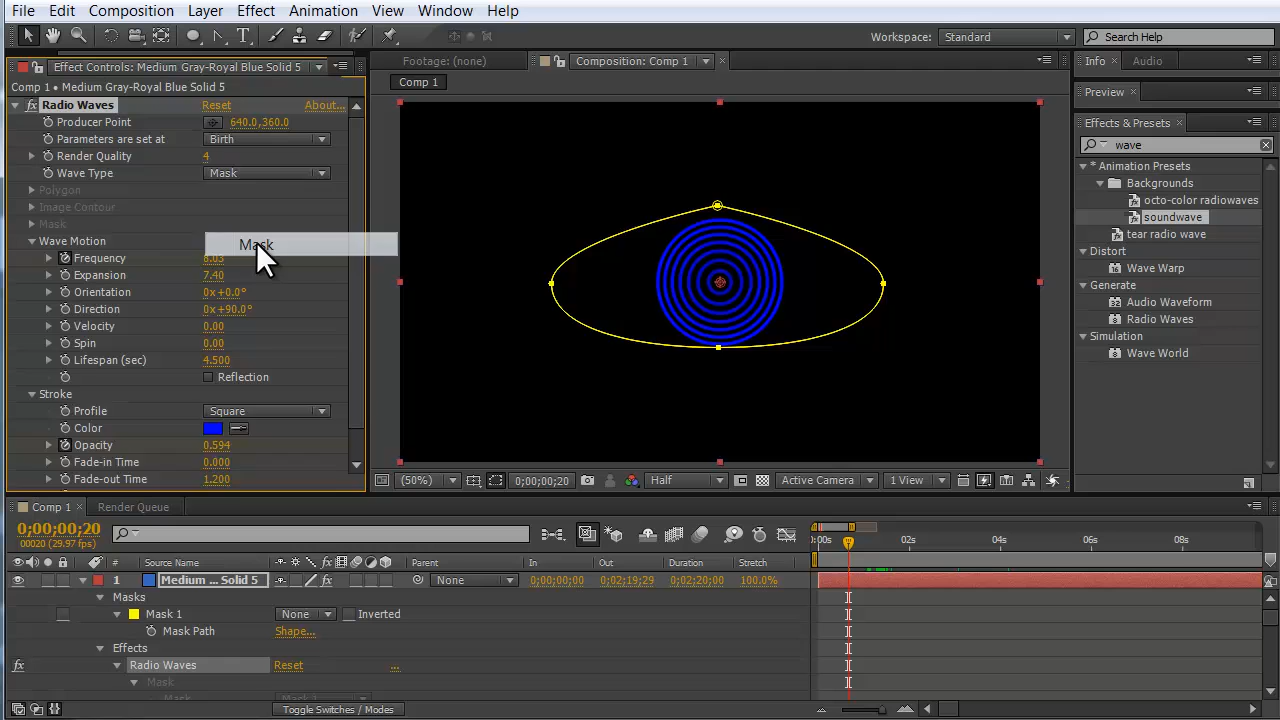 File Edit Composition Layer Effect Animation View Window Help
Workspace: Standard Search Help
Effect Controls: Medium Gray-Royal Blue Solid 5
Footage: (none) Composition: Comp 1
Info Audio
Comp 1 • Medium Gray-Royal Blue Solid 5
Comp 1
Preview
fx Radio Waves Reset About...
Producer Point 640.0,360.0
Effects & Presets
Parameters are set at Birth
wave
Render Quality 4
* Animation Presets
Wave Type Mask
Backgrounds
Polygon
octo-color radiowaves
Image Contour
soundwave
Mask
tear radio wave
Wave Motion
Mask
Distort
Frequency 8.03
Wave Warp
Expansion 7.40
Generate
Orientation 0x+0.0°
Audio Waveform
Direction 0x+90.0°
Radio Waves
Velocity 0.00
Simulation
Spin 0.00
Wave World
Lifespan (sec) 4.500
Reflection
Stroke
Profile Square
Color
Opacity 0.594
Fade-in Time 0.000
Fade-out Time 1.200
(50%) 0;00;00;20 Half Active Camera 1 View
Comp 1 Render Queue
0;00;00;20
00020 (29.97 fps)
0:00s 02s 04s 06s 08s
# Source Name fx Parent In Out Duration Stretch
1 Medium ... Solid 5 fx None 0;00;00;00 0;02;19;29 0;02;20;00 100.0%
Masks
Mask 1 None Inverted
Mask Path Shape...
Effects
fx Radio Waves Reset ...
Mask
Mask Mask 1
Toggle Switches / Modes